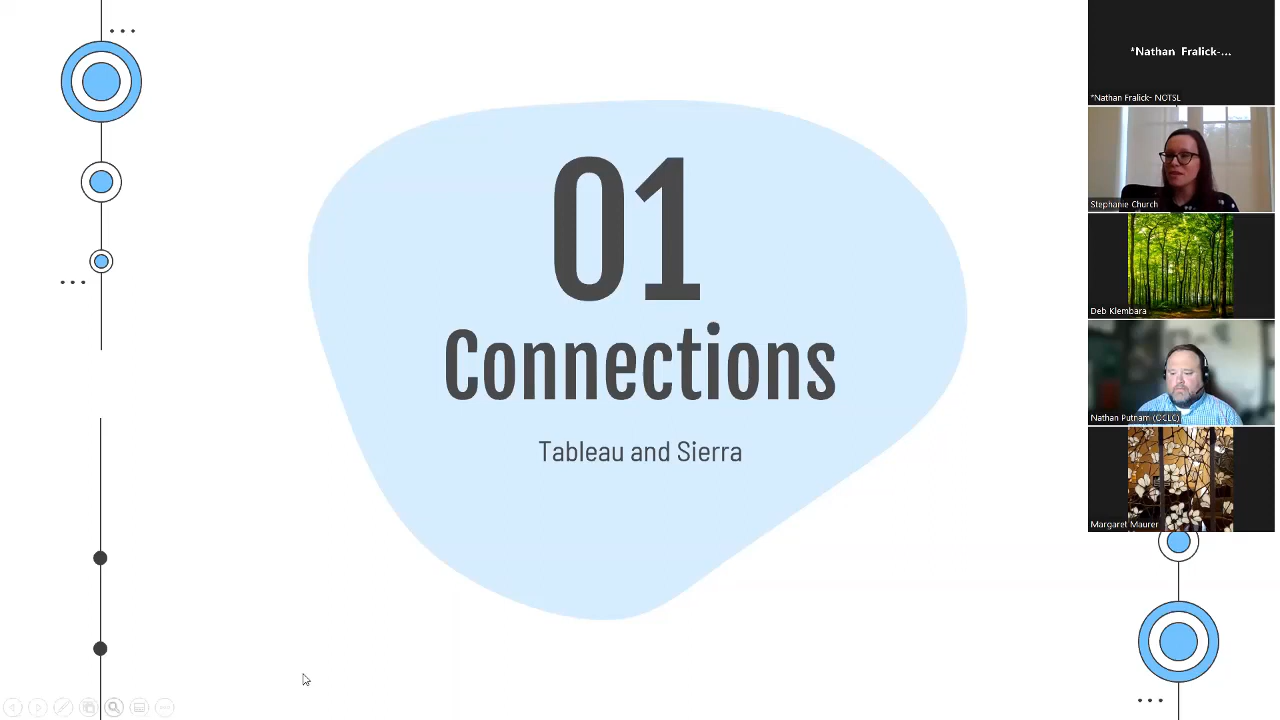 01
Connections
Tableau and Sierra
*Nathan Fralick-...
*Nathan Fralick- NOTSL
Stephanie Church
Deb Klembara
Nathan Putnam (OCLC)
Margaret Maurer